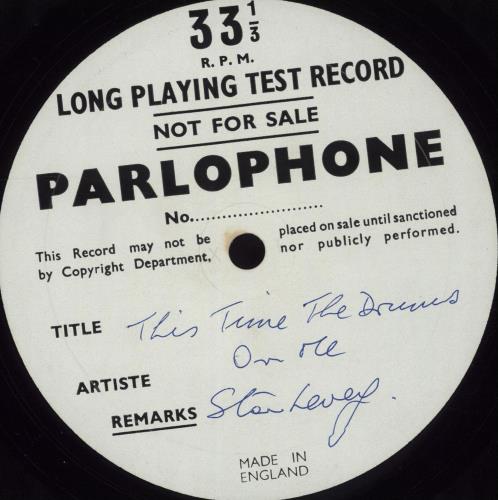 33 1/3
R. P. M.
LONG PLAYING TEST RECORD
NOT FOR SALE
PARLOPHONE
No.........................
This Record may not be placed on sale until sanctioned
by Copyright Department, nor publicly performed.
TITLE This Time The Drums
On Me
ARTISTE
REMARKS Stan Levey.
MADE IN
ENGLAND